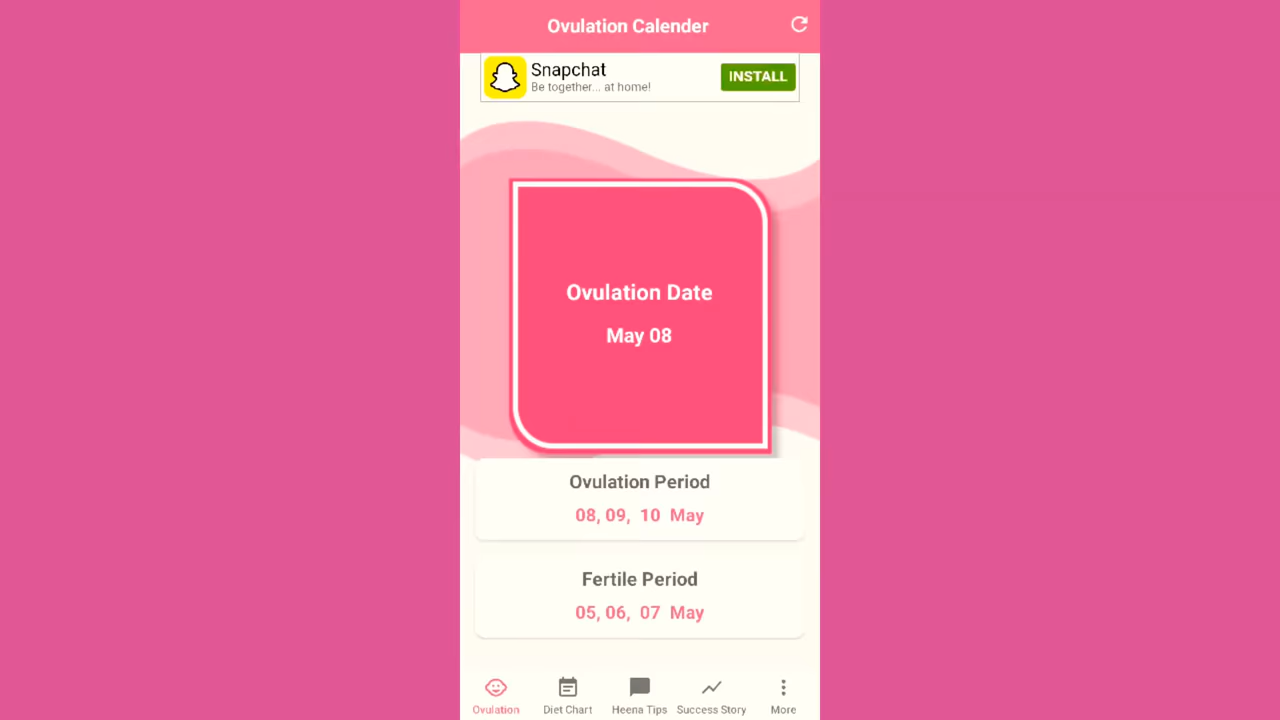 Ovulation Calender
Snapchat
Be together... at home!
INSTALL
Ovulation Date
May 08
Ovulation Period
08, 09, 10 May
Fertile Period
05, 06, 07 May
Ovulation
Diet Chart
Heena Tips
Success Story
More